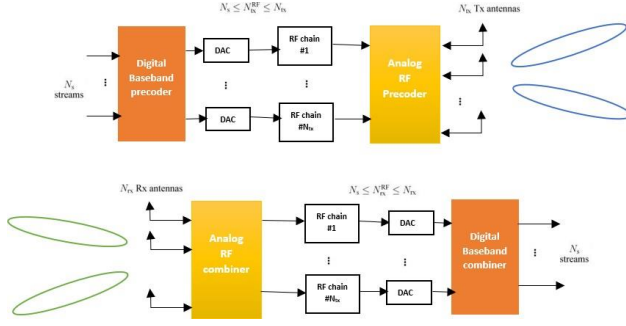 N_s ≤ N_tx^RF ≤ N_tx
N_tx Tx antennas
N_s
streams
Digital
Baseband
precoder
DAC
RF chain
#1
Analog
RF
Precoder
DAC
RF chain
#N_tx
N_rx Rx antennas
N_s ≤ N_rx^RF ≤ N_rx
Analog
RF
combiner
RF chain
#1
DAC
Digital
Baseband
combiner
N_s
streams
RF chain
#N_tx
DAC